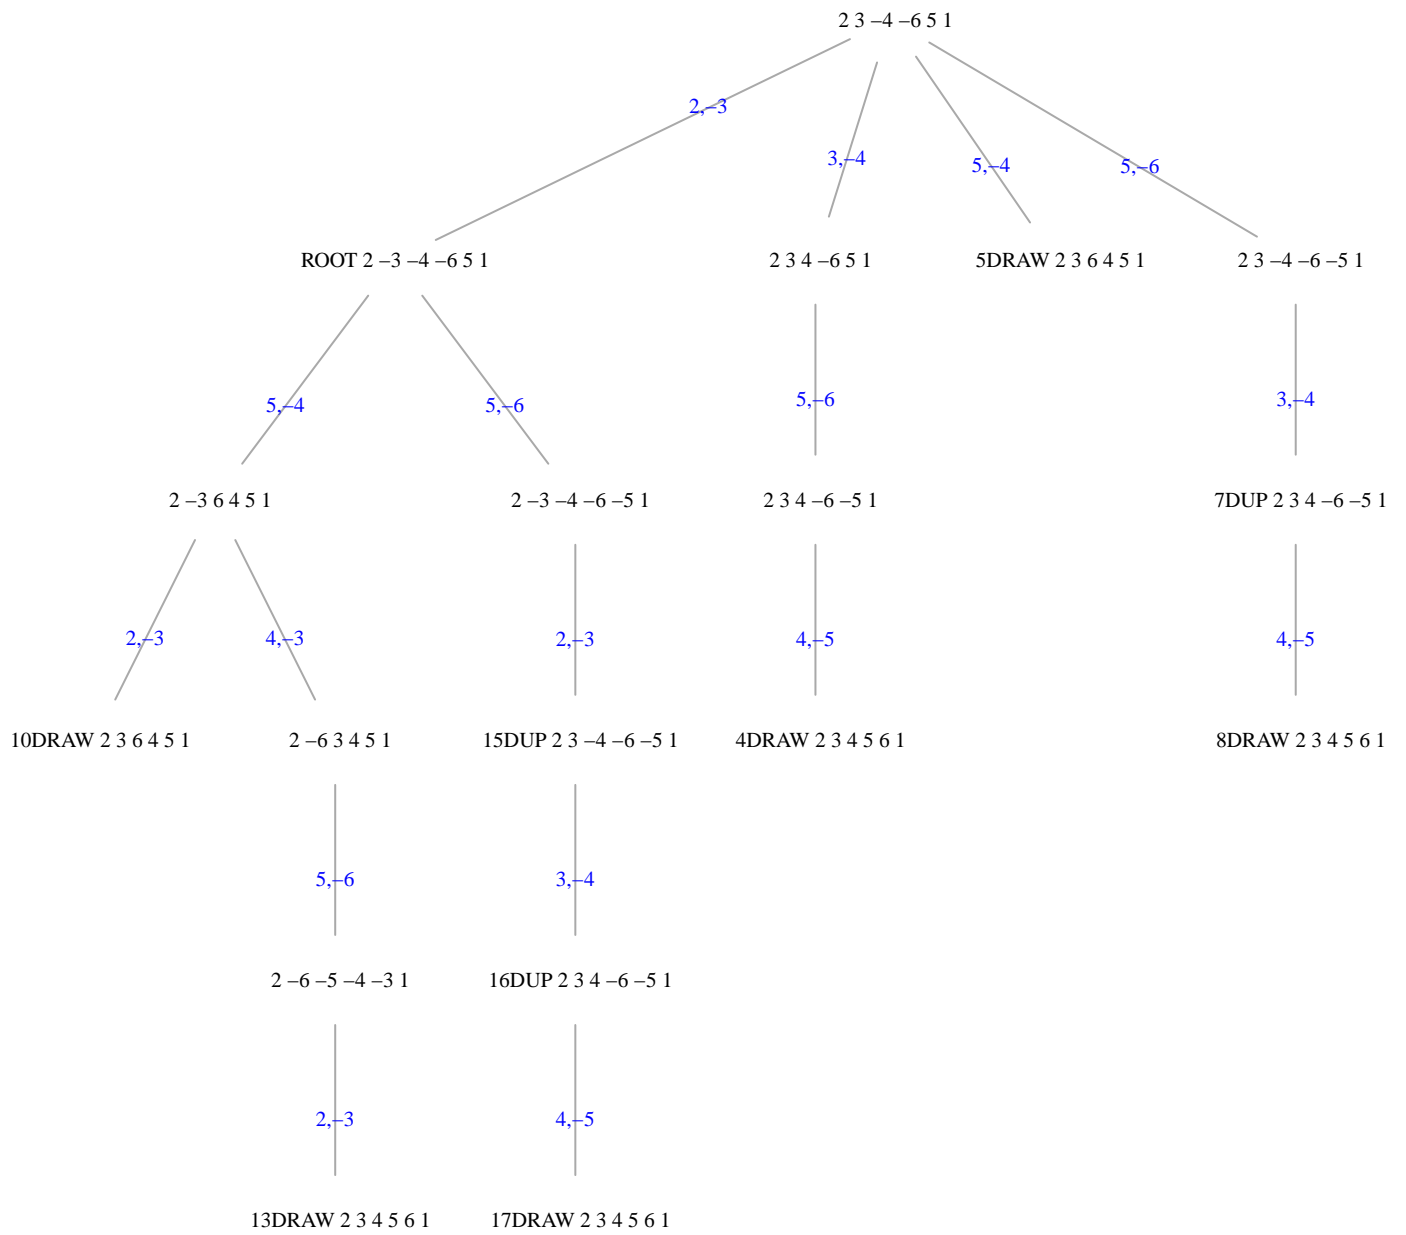 2 3 –4 –6 5 1
2,–3
3,–4
5,–4
5,–6
ROOT 2 –3 –4 –6 5 1
2 3 4 –6 5 1
5DRAW 2 3 6 4 5 1
2 3 –4 –6 –5 1
5,–4
5,–6
5,–6
3,–4
2 –3 6 4 5 1
2 –3 –4 –6 –5 1
2 3 4 –6 –5 1
7DUP 2 3 4 –6 –5 1
2,–3
4,–3
2,–3
4,–5
4,–5
10DRAW 2 3 6 4 5 1
2 –6 3 4 5 1
15DUP 2 3 –4 –6 –5 1
4DRAW 2 3 4 5 6 1
8DRAW 2 3 4 5 6 1
5,–6
3,–4
2 –6 –5 –4 –3 1
16DUP 2 3 4 –6 –5 1
2,–3
4,–5
13DRAW 2 3 4 5 6 1
17DRAW 2 3 4 5 6 1